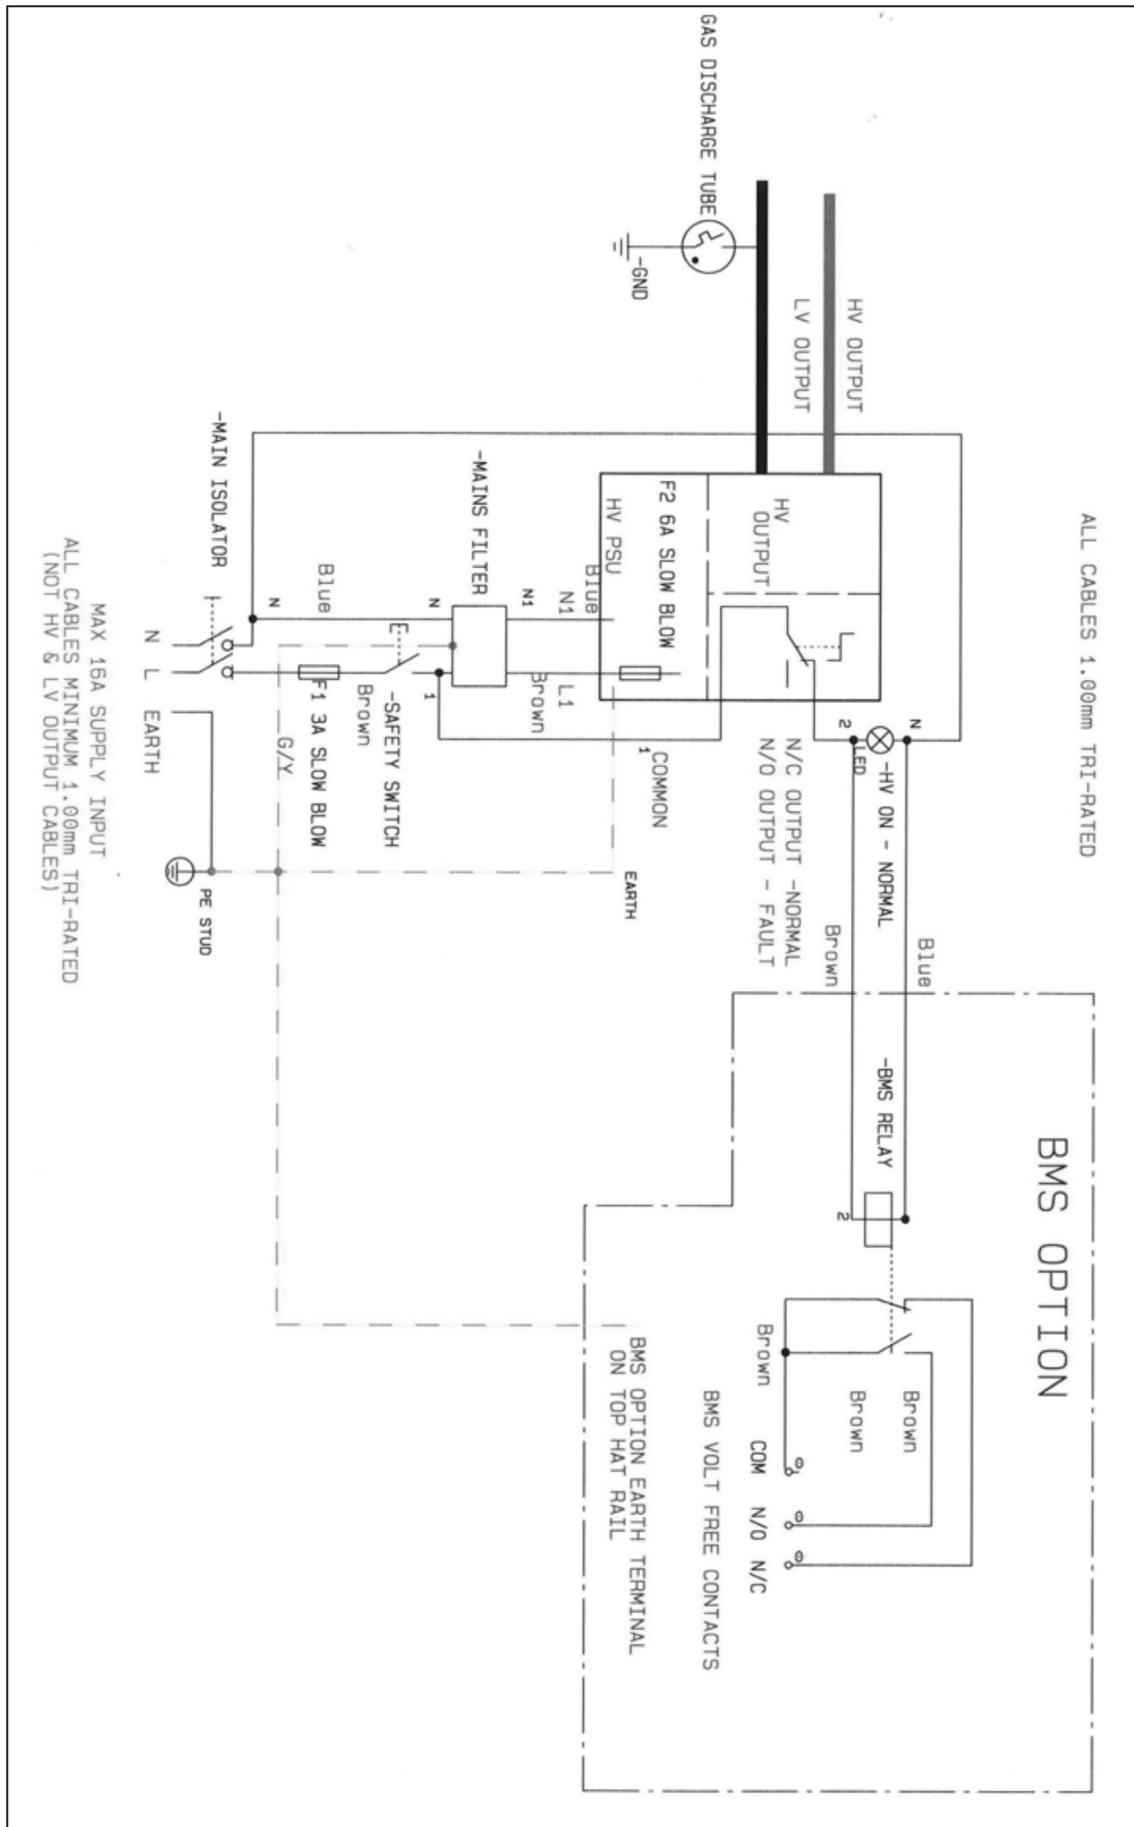 ALL CABLES 1.00mm TRI-RATED
BMS OPTION
HV OUTPUT
LV OUTPUT
GAS DISCHARGE TUBE
-GND
HV
OUTPUT
F2 6A SLOW BLOW
HV PSU
N
2
LED
-HV ON - NORMAL
N/C OUTPUT -NORMAL
N/O OUTPUT - FAULT
Blue
Brown
-BMS RELAY
2
Brown
Brown
Brown
COM
N/O
N/C
0
0
0
BMS VOLT FREE CONTACTS
BMS OPTION EARTH TERMINAL
ON TOP HAT RAIL
COMMON
1
EARTH
Blue
N1
N1
L1
Brown
-MAINS FILTER
N
1
-SAFETY SWITCH
Brown
F1 3A SLOW BLOW
Blue
N
G/Y
-MAIN ISOLATOR
N
L
EARTH
PE STUD
MAX 16A SUPPLY INPUT
ALL CABLES MINIMUM 1.00mm TRI-RATED
(NOT HV & LV OUTPUT CABLES)